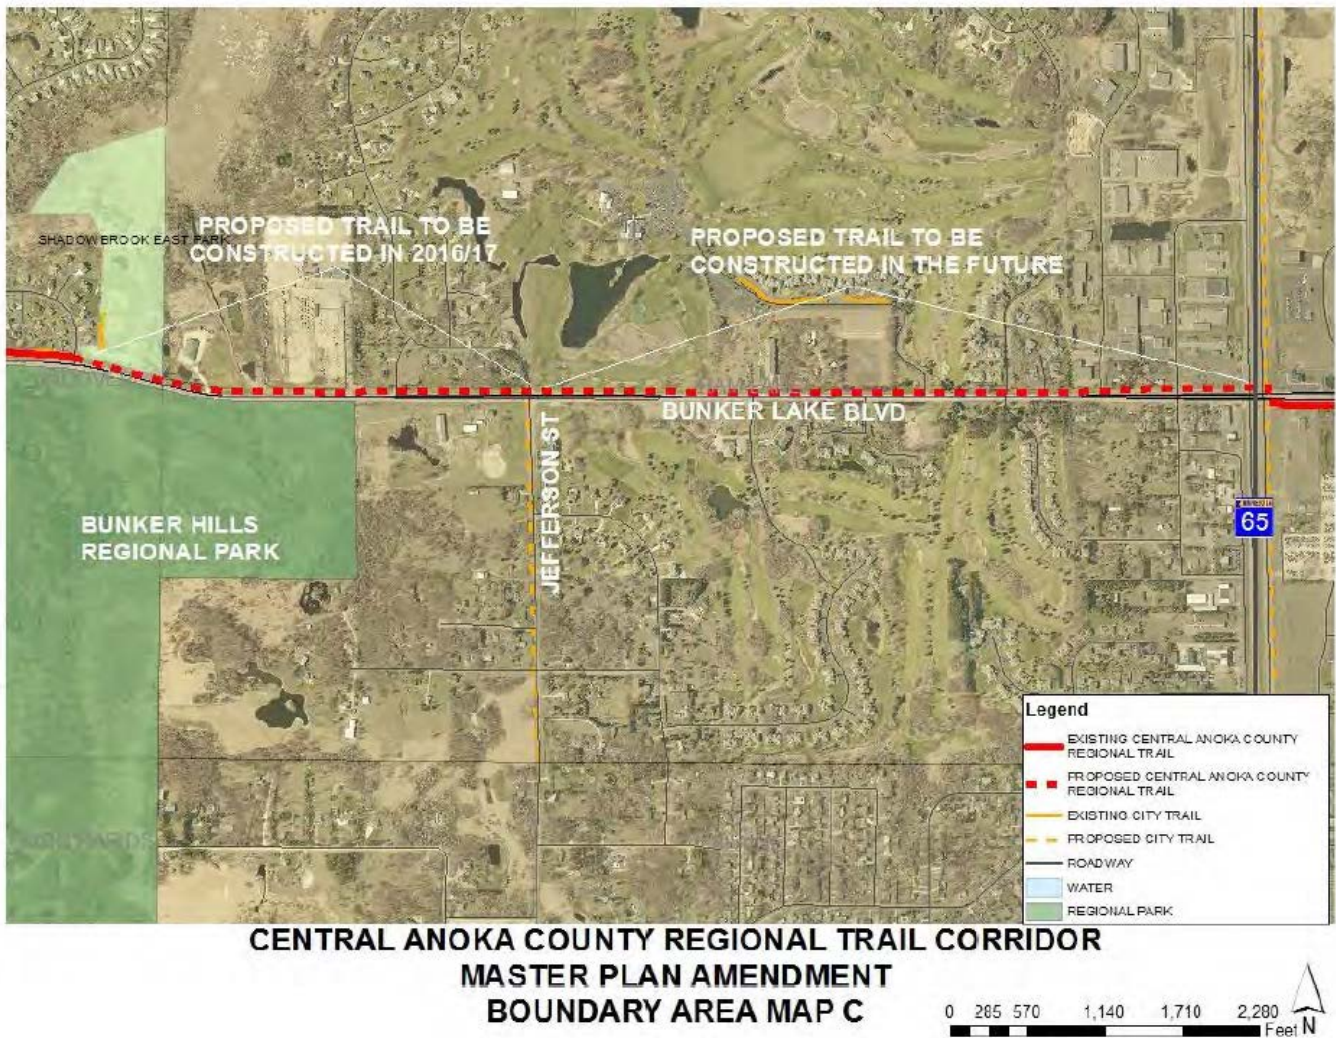 SHADOWBROOK EAST PARK
PROPOSED TRAIL TO BE
CONSTRUCTED IN 2016/17
PROPOSED TRAIL TO BE
CONSTRUCTED IN THE FUTURE
BUNKER LAKE BLVD
JEFFERSON ST
BUNKER HILLS
REGIONAL PARK
65
Legend
EXISTING CENTRAL ANOKA COUNTY
REGIONAL TRAIL
PROPOSED CENTRAL ANOKA COUNTY
REGIONAL TRAIL
EXISTING CITY TRAIL
PROPOSED CITY TRAIL
ROADWAY
WATER
REGIONAL PARK
CENTRAL ANOKA COUNTY REGIONAL TRAIL CORRIDOR
MASTER PLAN AMENDMENT
BOUNDARY AREA MAP C
0 285 570 1,140 1,710 2,280
Feet
N